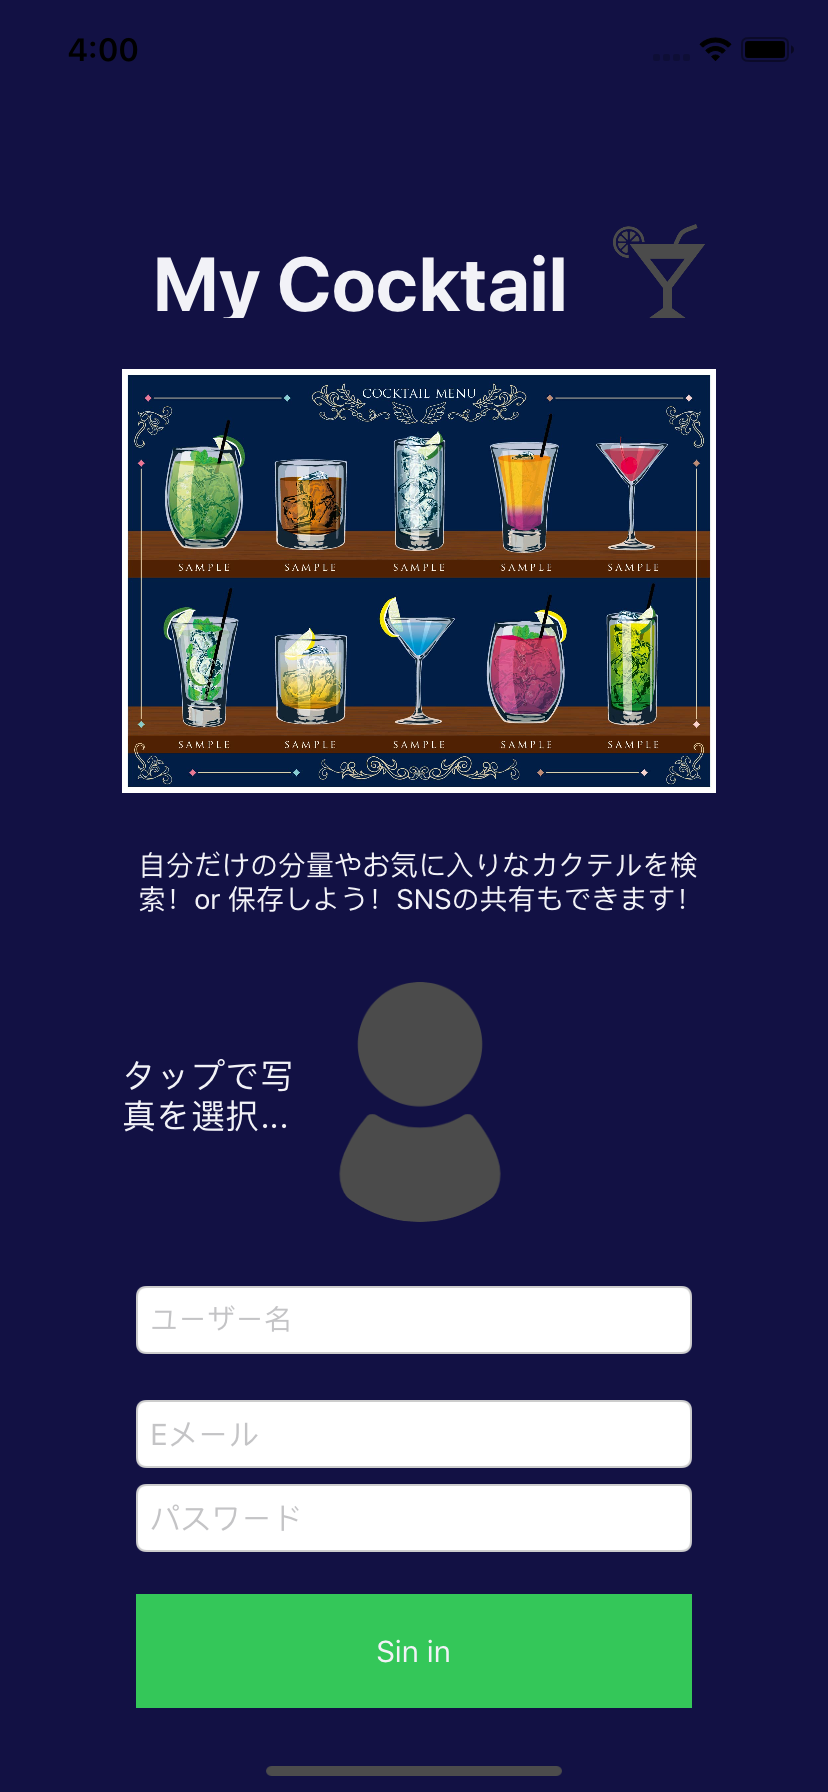 4:00
My Cocktail
COCKTAIL MENU
SAMPLE SAMPLE SAMPLE SAMPLE SAMPLE
SAMPLE SAMPLE SAMPLE SAMPLE SAMPLE
自分だけの分量やお気に入りなカクテルを検
索！or 保存しよう！SNSの共有もできます！
タップで写
真を選択...
ユーザー名
Eメール
パスワード
Sin in